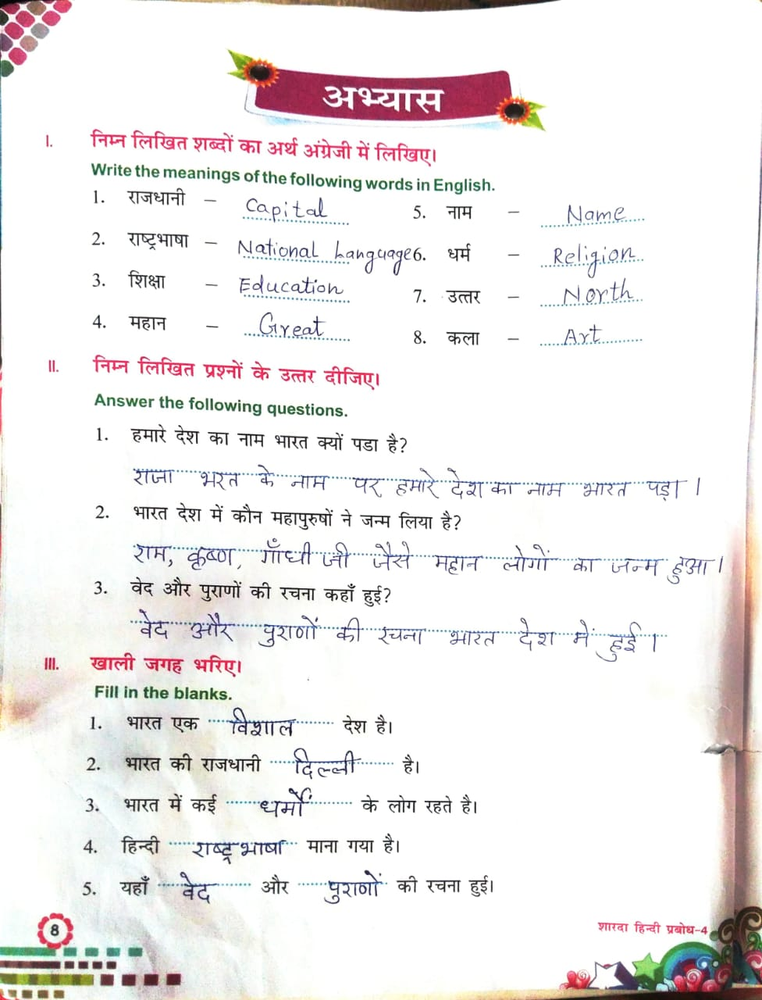 अभ्यास
I. निम्न लिखित शब्दों का अर्थ अंग्रेजी में लिखिए।
Write the meanings of the following words in English.
1. राजधानी – Capital 5. नाम – Name
2. राष्ट्रभाषा – National Language 6. धर्म – Religion
3. शिक्षा – Education 7. उत्तर – North
4. महान – Great 8. कला – Art
II. निम्न लिखित प्रश्नों के उत्तर दीजिए।
Answer the following questions.
1. हमारे देश का नाम भारत क्यों पडा है?
राजा भरत के नाम पर हमारे देश का नाम भारत पड़ा।
2. भारत देश में कौन महापुरुषों ने जन्म लिया है?
राम, कृष्ण, गाँधी जी जैसे महान लोगों का जन्म हुआ।
3. वेद और पुराणों की रचना कहाँ हुई?
वेद और पुराणों की रचना भारत देश में हुई।
III. खाली जगह भरिए।
Fill in the blanks.
1. भारत एक विशाल देश है।
2. भारत की राजधानी दिल्ली है।
3. भारत में कई धर्मों के लोग रहते है।
4. हिन्दी राष्ट्रभाषा माना गया है।
5. यहाँ वेद और पुराणों की रचना हुई।
8 शारदा हिन्दी प्रबोध-4